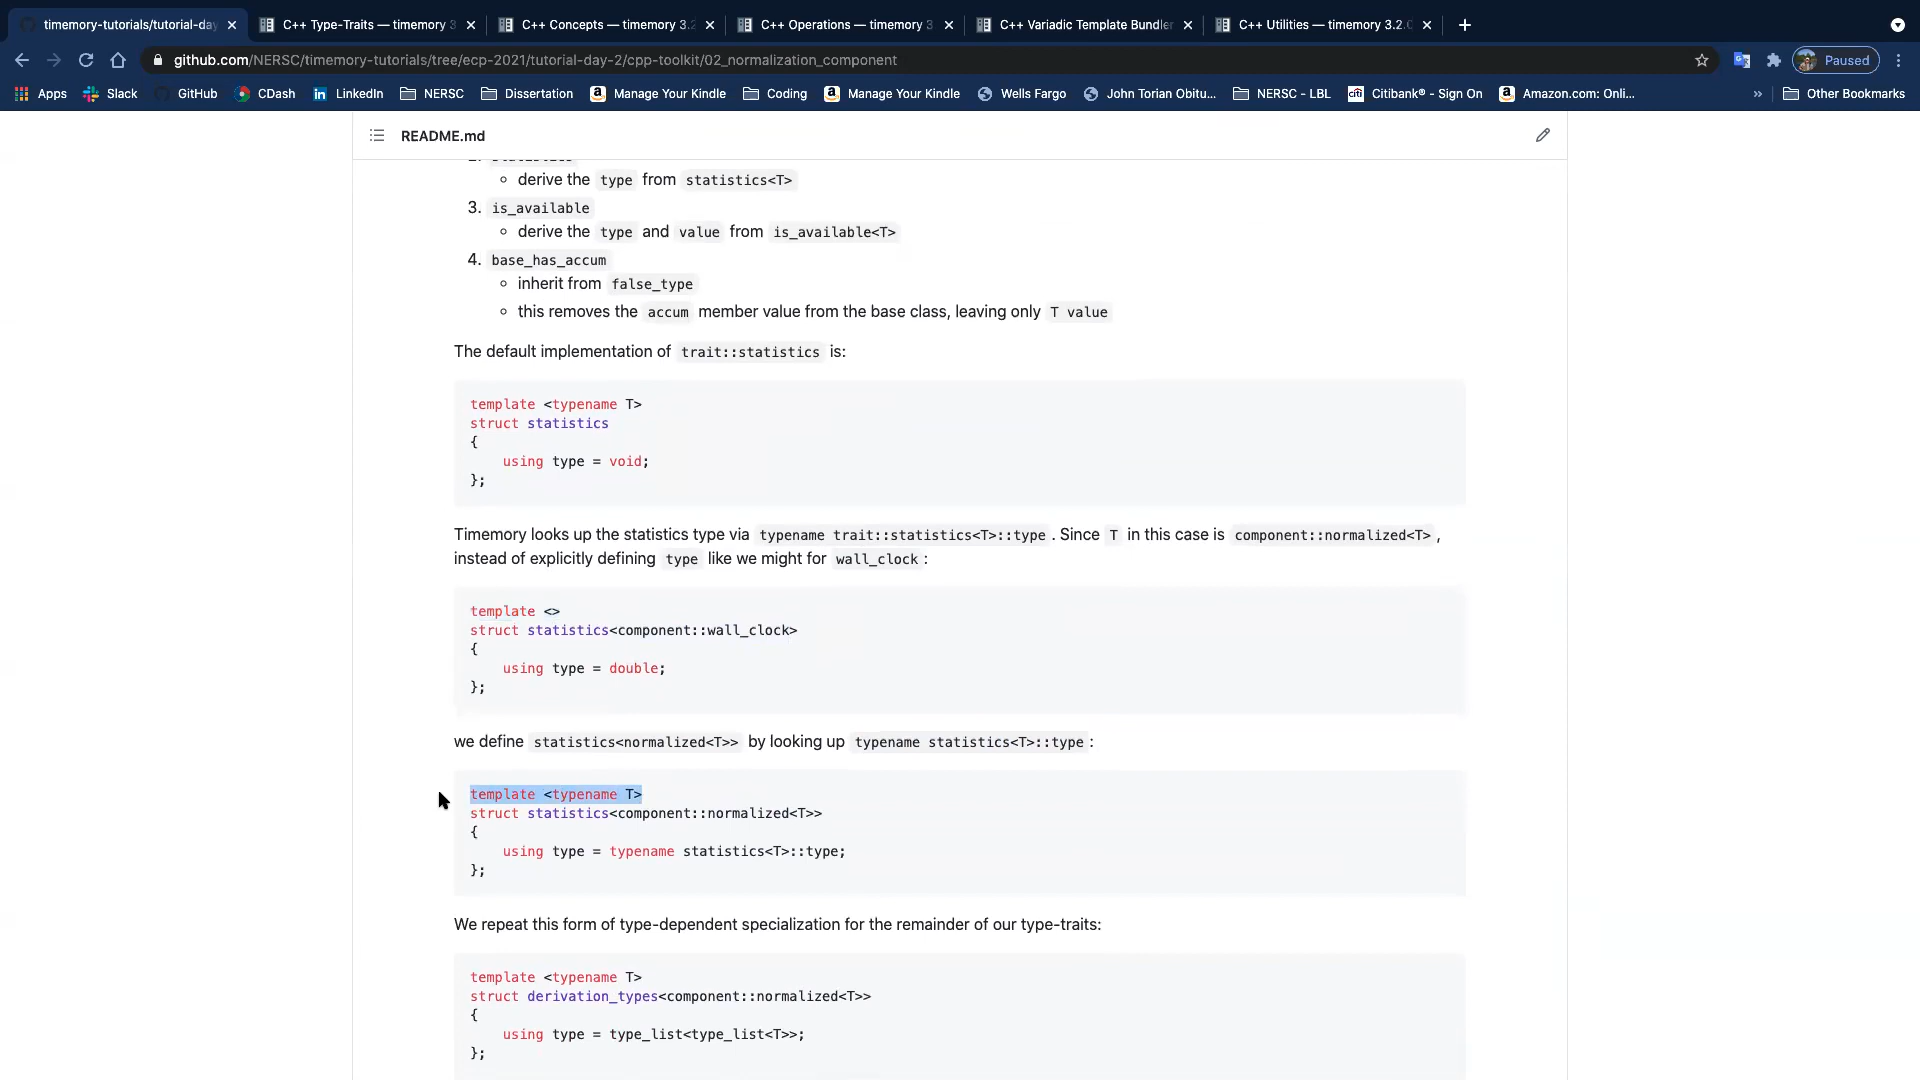 timemory-tutorials/tutorial-day
C++ Type-Traits — timemory 3
C++ Concepts — timemory 3.2
C++ Operations — timemory 3
C++ Variadic Template Bundler
C++ Utilities — timemory 3.2.0
github.com/NERSC/timemory-tutorials/tree/ecp-2021/tutorial-day-2/cpp-toolkit/02_normalization_component
Paused
Apps
Slack
GitHub
CDash
LinkedIn
NERSC
Dissertation
Manage Your Kindle
Coding
Manage Your Kindle
Wells Fargo
John Torian Obitu...
NERSC - LBL
Citibank® - Sign On
Amazon.com: Onli...
»
Other Bookmarks
README.md
derive the type from statistics<T>
3. is_available
derive the type and value from is_available<T>
4. base_has_accum
inherit from false_type
this removes the accum member value from the base class, leaving only T value
The default implementation of trait::statistics is:
template <typename T>
struct statistics
{
using type = void;
};
Timemory looks up the statistics type via typename trait::statistics<T>::type . Since T in this case is component::normalized<T> ,
instead of explicitly defining type like we might for wall_clock :
template <>
struct statistics<component::wall_clock>
{
using type = double;
};
we define statistics<normalized<T>> by looking up typename statistics<T>::type :
template <typename T>
struct statistics<component::normalized<T>>
{
using type = typename statistics<T>::type;
};
We repeat this form of type-dependent specialization for the remainder of our type-traits:
template <typename T>
struct derivation_types<component::normalized<T>>
{
using type = type_list<type_list<T>>;
};